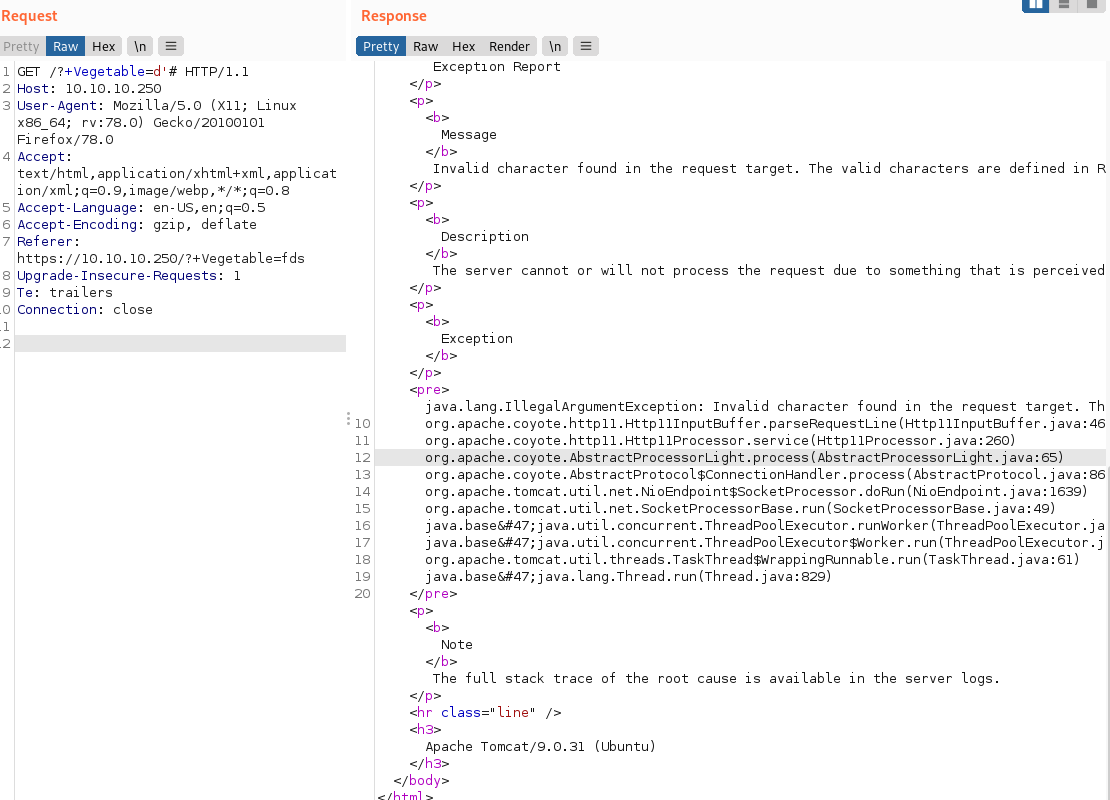 Request
Pretty Raw Hex \n
1 GET /?+Vegetable=d'# HTTP/1.1
2 Host: 10.10.10.250
3 User-Agent: Mozilla/5.0 (X11; Linux
x86_64; rv:78.0) Gecko/20100101
Firefox/78.0
4 Accept:
text/html,application/xhtml+xml,applicat
ion/xml;q=0.9,image/webp,*/*;q=0.8
5 Accept-Language: en-US,en;q=0.5
6 Accept-Encoding: gzip, deflate
7 Referer:
https://10.10.10.250/?+Vegetable=fds
8 Upgrade-Insecure-Requests: 1
9 Te: trailers
0 Connection: close
1
2
Response
Pretty Raw Hex Render \n
Exception Report
</p>
<p>
<b>
Message
</b>
Invalid character found in the request target. The valid characters are defined in R
</p>
<p>
<b>
Description
</b>
The server cannot or will not process the request due to something that is perceived
</p>
<p>
<b>
Exception
</b>
</p>
<pre>
java.lang.IllegalArgumentException: Invalid character found in the request target. Th
10 org.apache.coyote.http11.Http11InputBuffer.parseRequestLine(Http11InputBuffer.java:46
11 org.apache.coyote.http11.Http11Processor.service(Http11Processor.java:260)
12 org.apache.coyote.AbstractProcessorLight.process(AbstractProcessorLight.java:65)
13 org.apache.coyote.AbstractProtocol$ConnectionHandler.process(AbstractProtocol.java:86
14 org.apache.tomcat.util.net.NioEndpoint$SocketProcessor.doRun(NioEndpoint.java:1639)
15 org.apache.tomcat.util.net.SocketProcessorBase.run(SocketProcessorBase.java:49)
16 java.base&#47;java.util.concurrent.ThreadPoolExecutor.runWorker(ThreadPoolExecutor.ja
17 java.base&#47;java.util.concurrent.ThreadPoolExecutor$Worker.run(ThreadPoolExecutor.j
18 org.apache.tomcat.util.threads.TaskThread$WrappingRunnable.run(TaskThread.java:61)
19 java.base&#47;java.lang.Thread.run(Thread.java:829)
20 </pre>
<p>
<b>
Note
</b>
The full stack trace of the root cause is available in the server logs.
</p>
<hr class="line" />
<h3>
Apache Tomcat/9.0.31 (Ubuntu)
</h3>
</body>
</html>